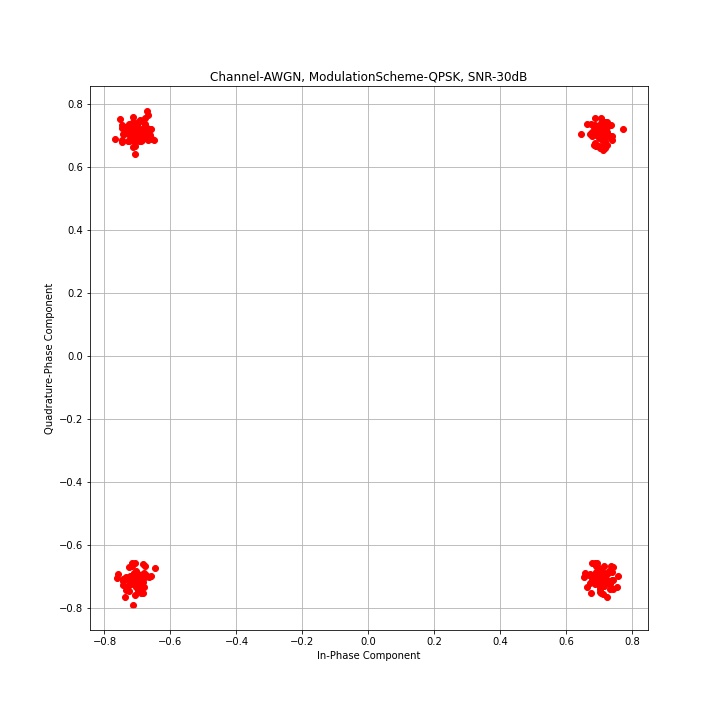 Channel-AWGN, ModulationScheme-QPSK, SNR-30dB
0.8
0.6
0.4
0.2
0.0
−0.2
−0.4
−0.6
−0.8
Quadrature-Phase Component
−0.8 −0.6 −0.4 −0.2 0.0 0.2 0.4 0.6 0.8
In-Phase Component